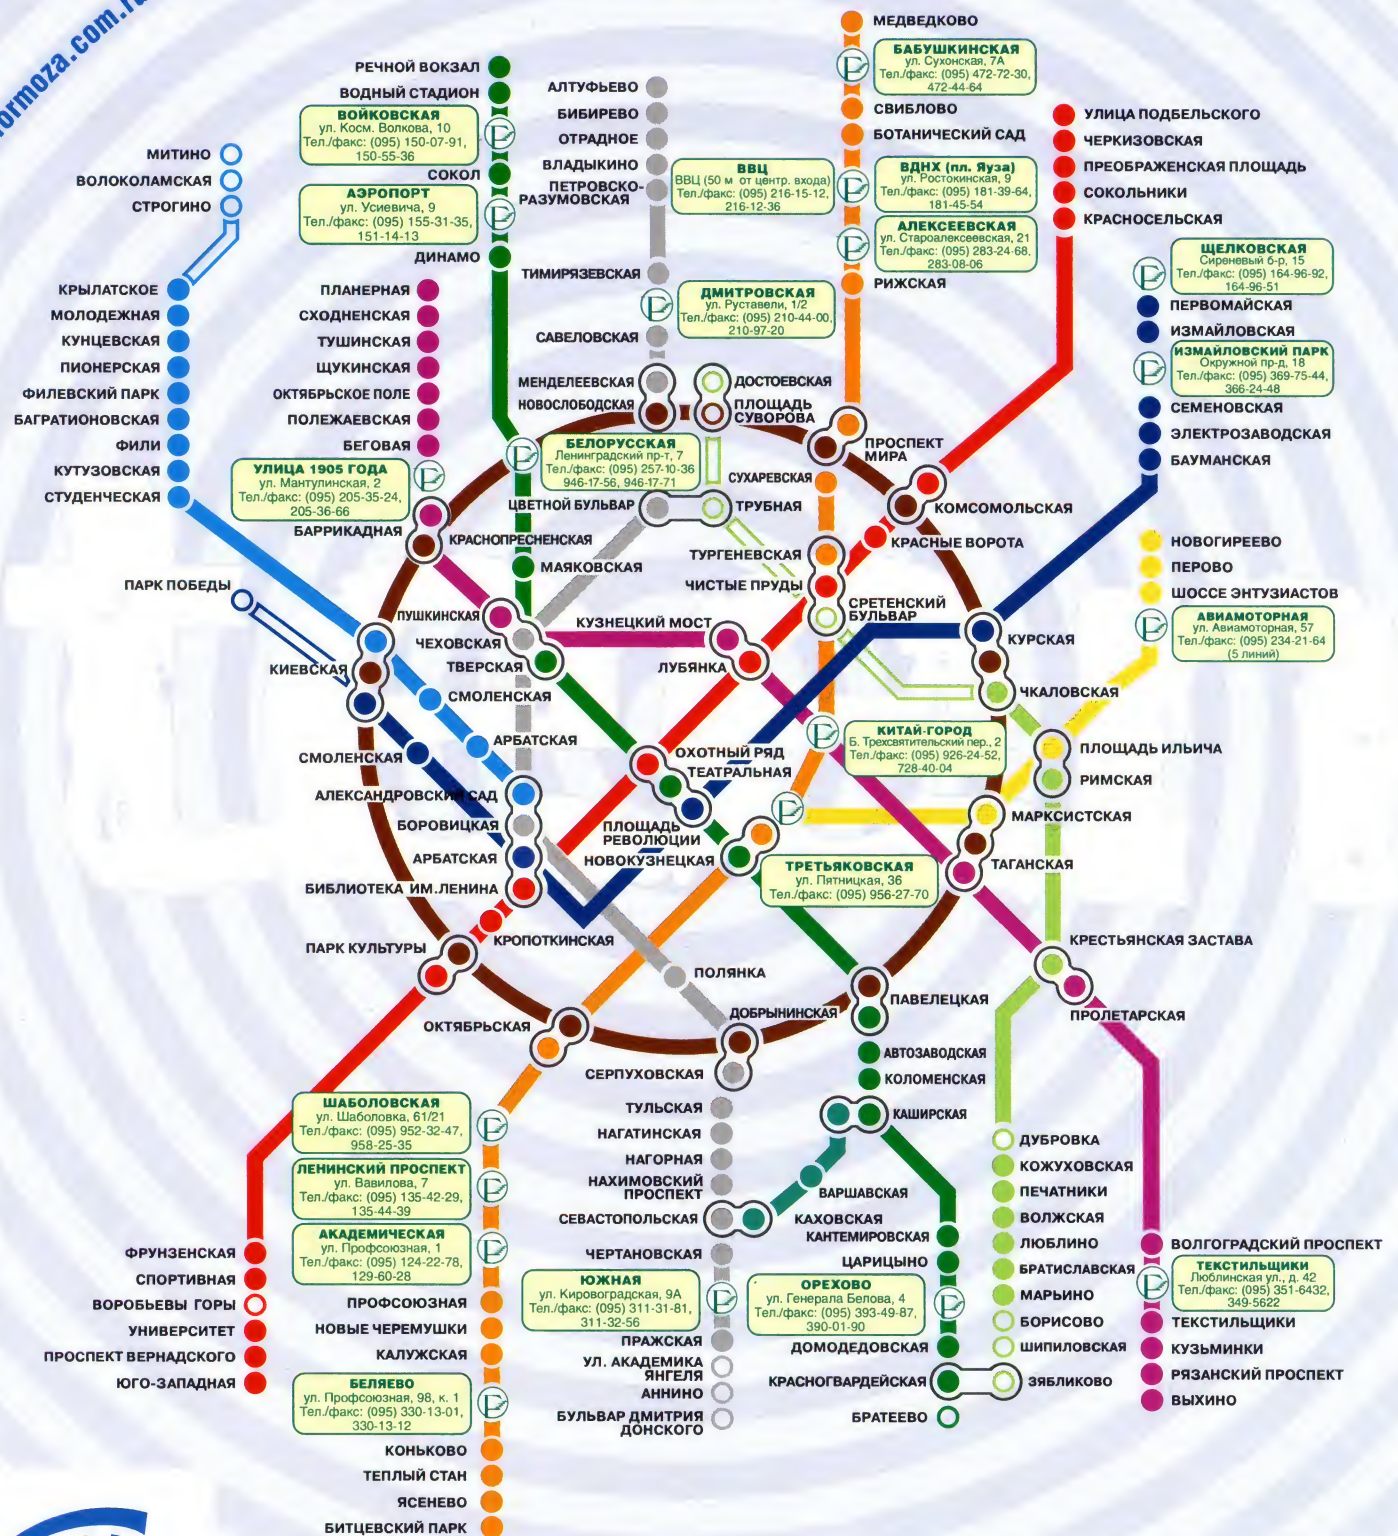 formoza.com.ru
МЕДВЕДКОВО
БАБУШКИНСКАЯ
ул. Сухонская, 7А
Тел./факс: (095) 472-72-30,
472-44-64
СВИБЛОВО
БОТАНИЧЕСКИЙ САД
ВДНХ (пл. Яуза)
ул. Ростокинская, 9
Тел./факс: (095) 181-39-64,
181-45-54
АЛЕКСЕЕВСКАЯ
ул. Староалексеевская, 21
Тел./факс: (095) 283-24-68.
283-08-06
РИЖСКАЯ
РЕЧНОЙ ВОКЗАЛ
ВОДНЫЙ СТАДИОН
ВОЙКОВСКАЯ
ул. Косм. Волкова, 10
Тел./факс: (095) 150-07-91,
150-55-36
СОКОЛ
АЭРОПОРТ
ул. Усиевича, 9
Тел./факс: (095) 155-31-35,
151-14-13
ДИНАМО
АЛТУФЬЕВО
БИБИРЕВО
ОТРАДНОЕ
ВЛАДЫКИНО
ПЕТРОВСКО-
РАЗУМОВСКАЯ
ТИМИРЯЗЕВСКАЯ
ВВЦ
ВВЦ (50 м от центр. входа)
Тел./факс: (095) 216-15-12,
216-12-36
ДМИТРОВСКАЯ
ул. Руставели, 1/2
Тел./факс: (095) 210-44-00,
210-97-20
САВЕЛОВСКАЯ
МЕНДЕЛЕЕВСКАЯ
НОВОСЛОБОДСКАЯ
ДОСТОЕВСКАЯ
ПЛОЩАДЬ
СУВОРОВА
УЛИЦА ПОДБЕЛЬСКОГО
ЧЕРКИЗОВСКАЯ
ПРЕОБРАЖЕНСКАЯ ПЛОЩАДЬ
СОКОЛЬНИКИ
КРАСНОСЕЛЬСКАЯ
ЩЕЛКОВСКАЯ
Сиреневый б-р, 15
Тел./факс: (095) 164-96-92,
164-96-51
ПЕРВОМАЙСКАЯ
ИЗМАЙЛОВСКАЯ
ИЗМАЙЛОВСКИЙ ПАРК
Окружной пр-д, 18
Тел./факс: (095) 369-75-44,
366-24-48
СЕМЕНОВСКАЯ
ЭЛЕКТРОЗАВОДСКАЯ
БАУМАНСКАЯ
МИТИНО
ВОЛОКОЛАМСКАЯ
СТРОГИНО
КРЫЛАТСКОЕ
МОЛОДЕЖНАЯ
КУНЦЕВСКАЯ
ПИОНЕРСКАЯ
ФИЛЕВСКИЙ ПАРК
БАГРАТИОНОВСКАЯ
ФИЛИ
КУТУЗОВСКАЯ
СТУДЕНЧЕСКАЯ
ПЛАНЕРНАЯ
СХОДНЕНСКАЯ
ТУШИНСКАЯ
ЩУКИНСКАЯ
ОКТЯБРЬСКОЕ ПОЛЕ
ПОЛЕЖАЕВСКАЯ
БЕГОВАЯ
УЛИЦА 1905 ГОДА
ул. Мантулинская, 2
Тел./факс: (095) 205-35-24,
205-36-66
БАРРИКАДНАЯ
КРАСНОПРЕСНЕНСКАЯ
БЕЛОРУССКАЯ
Ленинградский пр-т, 7
Тел./факс: (095) 257-10-36
946-17-56, 946-17-71
ПРОСПЕКТ
МИРА
СУХАРЕВСКАЯ
ЦВЕТНОЙ БУЛЬВАР
ТРУБНАЯ
КОМСОМОЛЬСКАЯ
КРАСНЫЕ ВОРОТА
ТУРГЕНЕВСКАЯ
ЧИСТЫЕ ПРУДЫ
СРЕТЕНСКИЙ
БУЛЬВАР
МАЯКОВСКАЯ
ПАРК ПОБЕДЫ
ПУШКИНСКАЯ
ЧЕХОВСКАЯ
ТВЕРСКАЯ
КУЗНЕЦКИЙ МОСТ
ЛУБЯНКА
КУРСКАЯ
ЧКАЛОВСКАЯ
НОВОГИРЕЕВО
ПЕРОВО
ШОССЕ ЭНТУЗИАСТОВ
АВИАМОТОРНАЯ
ул. Авиамоторная, 57
Тел./факс: (095) 234-21-64
(5 линий)
КИЕВСКАЯ
СМОЛЕНСКАЯ
АРБАТСКАЯ
СМОЛЕНСКАЯ
АЛЕКСАНДРОВСКИЙ САД
БОРОВИЦКАЯ
АРБАТСКАЯ
БИБЛИОТЕКА ИМ.ЛЕНИНА
КРОПОТКИНСКАЯ
ПАРК КУЛЬТУРЫ
ОХОТНЫЙ РЯД
ТЕАТРАЛЬНАЯ
ПЛОЩАДЬ
РЕВОЛЮЦИИ
НОВОКУЗНЕЦКАЯ
КИТАЙ-ГОРОД
Б. Трехсвятительский пер., 2
Тел./факс: (095) 926-24-52,
728-40-04
ТРЕТЬЯКОВСКАЯ
ул. Пятницкая, 36
Тел./факс: (095) 956-27-70
ПЛОЩАДЬ ИЛЬИЧА
РИМСКАЯ
МАРКСИСТСКАЯ
ТАГАНСКАЯ
КРЕСТЬЯНСКАЯ ЗАСТАВА
ПРОЛЕТАРСКАЯ
ПОЛЯНКА
ДОБРЫНИНСКАЯ
ПАВЕЛЕЦКАЯ
ОКТЯБРЬСКАЯ
СЕРПУХОВСКАЯ
АВТОЗАВОДСКАЯ
КОЛОМЕНСКАЯ
КАШИРСКАЯ
ВАРШАВСКАЯ
КАХОВСКАЯ
КАНТЕМИРОВСКАЯ
ЦАРИЦЫНО
ОРЕХОВО
ул. Генерала Белова, 4
Тел./факс: (095) 393-49-87,
390-01-90
ДОМОДЕДОВСКАЯ
КРАСНОГВАРДЕЙСКАЯ
ЗЯБЛИКОВО
БРАТЕЕВО
ТУЛЬСКАЯ
НАГАТИНСКАЯ
НАГОРНАЯ
НАХИМОВСКИЙ
ПРОСПЕКТ
СЕВАСТОПОЛЬСКАЯ
ЧЕРТАНОВСКАЯ
ЮЖНАЯ
ул. Кировоградская, 9А
Тел./факс: (095) 311-31-81,
311-32-56
ПРАЖСКАЯ
УЛ. АКАДЕМИКА
ЯНГЕЛЯ
АННИНО
БУЛЬВАР ДМИТРИЯ
ДОНСКОГО
ШАБОЛОВСКАЯ
ул. Шаболовка, 61/21
Тел./факс: (095) 952-32-47,
958-25-35
ЛЕНИНСКИЙ ПРОСПЕКТ
ул. Вавилова, 7
Тел./факс: (095) 135-42-29,
135-44-39
АКАДЕМИЧЕСКАЯ
ул. Профсоюзная, 1
Тел./факс: (095) 124-22-78,
129-60-28
ПРОФСОЮЗНАЯ
НОВЫЕ ЧЕРЕМУШКИ
КАЛУЖСКАЯ
БЕЛЯЕВО
ул. Профсоюзная, 98, к. 1
Тел./факс: (095) 330-13-01,
330-13-12
КОНЬКОВО
ТЕПЛЫЙ СТАН
ЯСЕНЕВО
БИТЦЕВСКИЙ ПАРК
ФРУНЗЕНСКАЯ
СПОРТИВНАЯ
ВОРОБЬЕВЫ ГОРЫ
УНИВЕРСИТЕТ
ПРОСПЕКТ ВЕРНАДСКОГО
ЮГО-ЗАПАДНАЯ
ДУБРОВКА
КОЖУХОВСКАЯ
ПЕЧАТНИКИ
ВОЛЖСКАЯ
ЛЮБЛИНО
БРАТИСЛАВСКАЯ
МАРЬИНО
БОРИСОВО
ШИПИЛОВСКАЯ
ВОЛГОГРАДСКИЙ ПРОСПЕКТ
ТЕКСТИЛЬЩИКИ
Люблинская ул., д. 42
Тел./факс: (095) 351-6432,
349-5622
ТЕКСТИЛЬЩИКИ
КУЗЬМИНКИ
РЯЗАНСКИЙ ПРОСПЕКТ
ВЫХИНО